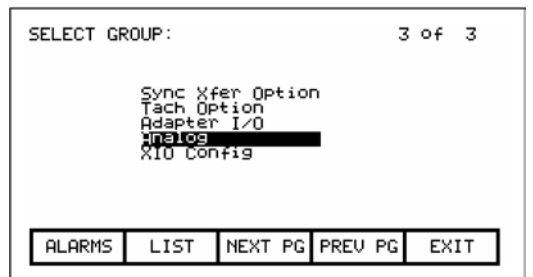 SELECT GROUP: 3 of 3
Sync Xfer Option
Tach Option
Adapter I/O
Analog
XIO Config
ALARMS LIST NEXT PG PREV PG EXIT